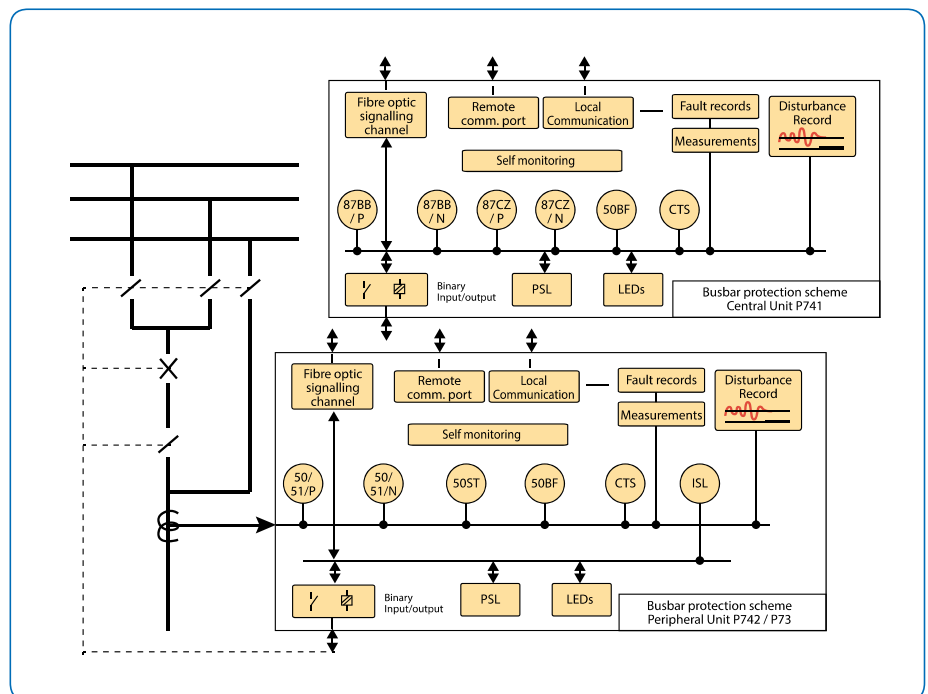 Fibre optic
signalling
channel
Remote
comm. port
Local
Communication
Fault records
Measurements
Disturbance
Record
Self monitoring
87BB
/ P
87BB
/ N
87CZ
/ P
87CZ
/ N
50BF
CTS
Binary
Input/output
PSL
LEDs
Busbar protection scheme
Central Unit P741
Fibre optic
signalling
channel
Remote
comm. port
Local
Communication
Fault records
Measurements
Disturbance
Record
Self monitoring
50/
51/P
50/
51/N
50ST
50BF
CTS
ISL
Binary
Input/output
PSL
LEDs
Busbar protection scheme
Peripheral Unit P742 / P73